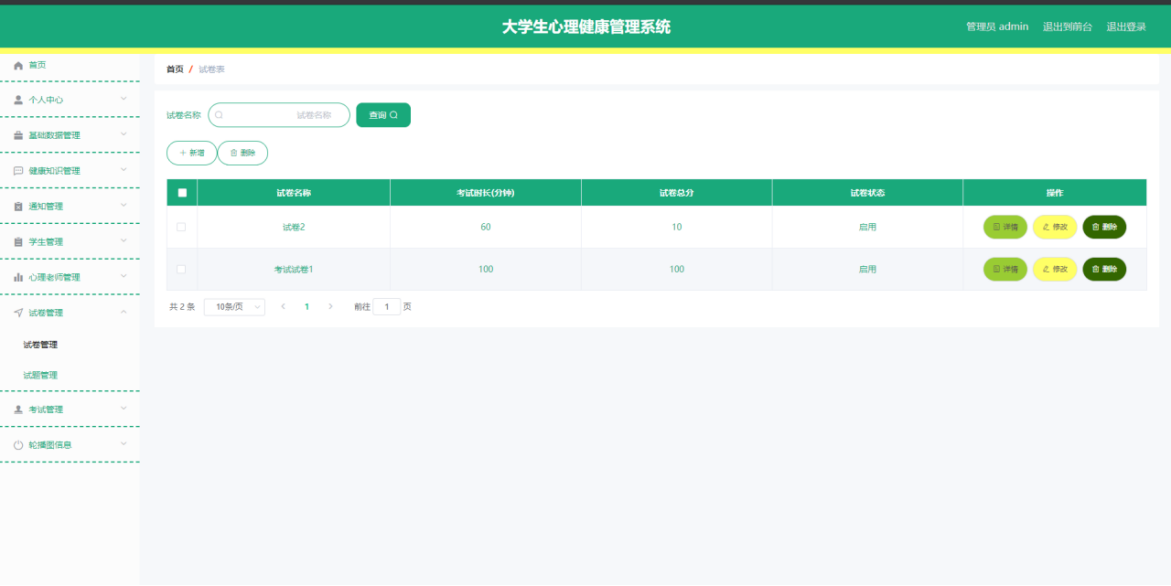 大学生心理健康管理系统
管理员 admin 退出到前台 退出登录
首页
个人中心
基础数据管理
健康知识管理
通知管理
学生管理
心理老师管理
试卷管理
试卷管理
试题管理
考试管理
轮播图信息
首页 / 试卷表
试卷名称 试卷名称 查询
+ 新增 删除
试卷名称 考试时长(分钟) 试卷总分 试卷状态 操作
试卷2 60 10 启用 详情 修改 删除
考试试卷1 100 100 启用 详情 修改 删除
共 2 条 10条/页 < 1 > 前往 1 页